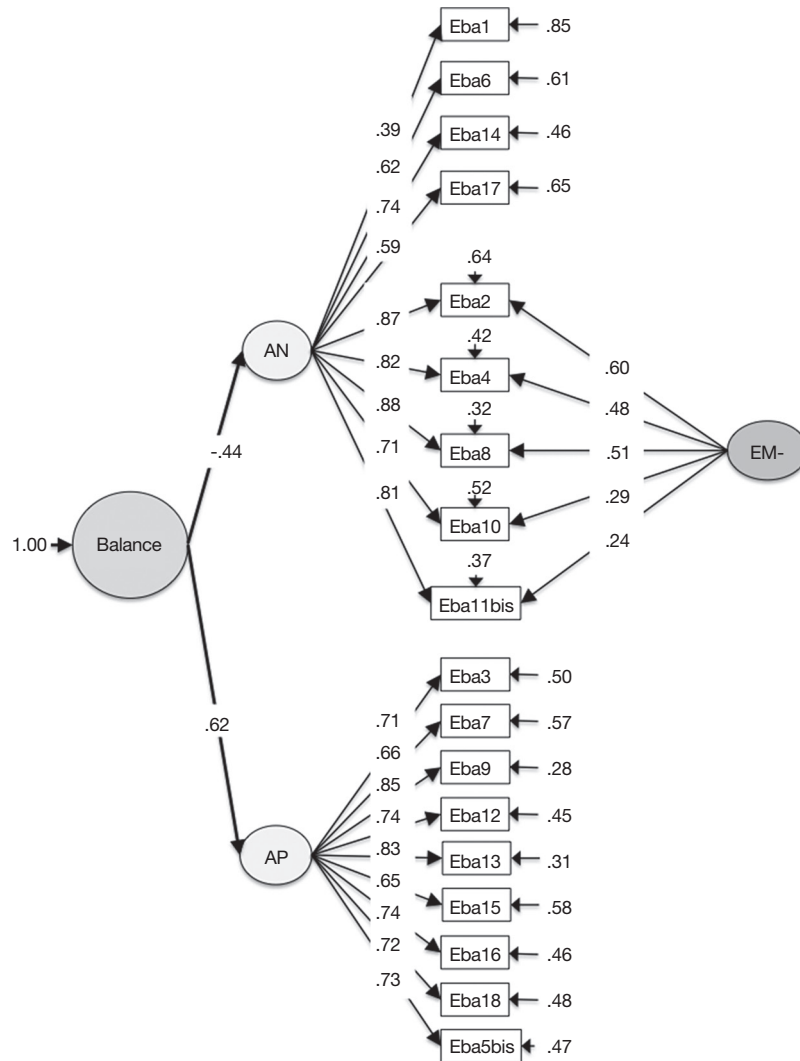 Eba1
.85
Eba6
.61
.39
Eba14
.46
.62
Eba17
.65
.74
.59
.64
Eba2
.87
.42
AN
.82
Eba4
.60
.88
.32
.48
-.44
.71
Eba8
.51
EM-
.81
.52
.29
Eba10
1.00
Balance
.24
.37
Eba11bis
Eba3
.50
.71
Eba7
.57
.62
.66
Eba9
.28
.85
.74
Eba12
.45
.83
AP
Eba13
.31
.65
Eba15
.58
.74
.72
Eba16
.46
.73
Eba18
.48
Eba5bis
.47